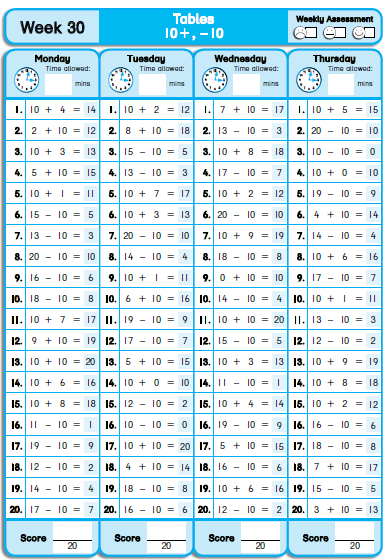 Week 30
Tables
10+, −10
Weekly Assessment
Monday
Time allowed:
mins
1. 10 + 4 = 14
2. 2 + 10 = 12
3. 10 + 3 = 13
4. 5 + 10 = 15
5. 10 + 1 = 11
6. 15 − 10 = 5
7. 13 − 10 = 3
8. 20 − 10 = 10
9. 16 − 10 = 6
10. 18 − 10 = 8
11. 10 + 7 = 17
12. 9 + 10 = 19
13. 10 + 10 = 20
14. 10 + 6 = 16
15. 10 + 8 = 18
16. 11 − 10 = 1
17. 19 − 10 = 9
18. 12 − 10 = 2
19. 14 − 10 = 4
20. 17 − 10 = 7
Score
20
Tuesday
Time allowed:
mins
1. 10 + 2 = 12
2. 8 + 10 = 18
3. 15 − 10 = 5
4. 13 − 10 = 3
5. 10 + 7 = 17
6. 10 + 3 = 13
7. 20 − 10 = 10
8. 14 − 10 = 4
9. 10 + 1 = 11
10. 6 + 10 = 16
11. 19 − 10 = 9
12. 17 − 10 = 7
13. 5 + 10 = 15
14. 10 + 0 = 10
15. 12 − 10 = 2
16. 10 − 10 = 0
17. 10 + 10 = 20
18. 4 + 10 = 14
19. 18 − 10 = 8
20. 16 − 10 = 6
Score
20
Wednesday
Time allowed:
mins
1. 7 + 10 = 17
2. 13 − 10 = 3
3. 10 + 8 = 18
4. 17 − 10 = 7
5. 10 + 2 = 12
6. 20 − 10 = 10
7. 10 + 9 = 19
8. 18 − 10 = 8
9. 0 + 10 = 10
10. 14 − 10 = 4
11. 10 + 10 = 20
12. 15 − 10 = 5
13. 10 + 3 = 13
14. 11 − 10 = 1
15. 10 + 4 = 14
16. 19 − 10 = 9
17. 5 + 10 = 15
18. 16 − 10 = 6
19. 10 + 6 = 16
20. 12 − 10 = 2
Score
20
Thursday
Time allowed:
mins
1. 10 + 5 = 15
2. 20 − 10 = 10
3. 10 − 10 = 0
4. 10 + 0 = 10
5. 19 − 10 = 9
6. 4 + 10 = 14
7. 14 − 10 = 4
8. 10 + 6 = 16
9. 17 − 10 = 7
10. 10 + 1 = 11
11. 13 − 10 = 3
12. 12 − 10 = 2
13. 10 + 9 = 19
14. 10 + 8 = 18
15. 10 + 2 = 12
16. 16 − 10 = 6
17. 18 − 10 = 8
18. 7 + 10 = 17
19. 15 − 10 = 5
20. 3 + 10 = 13
Score
20